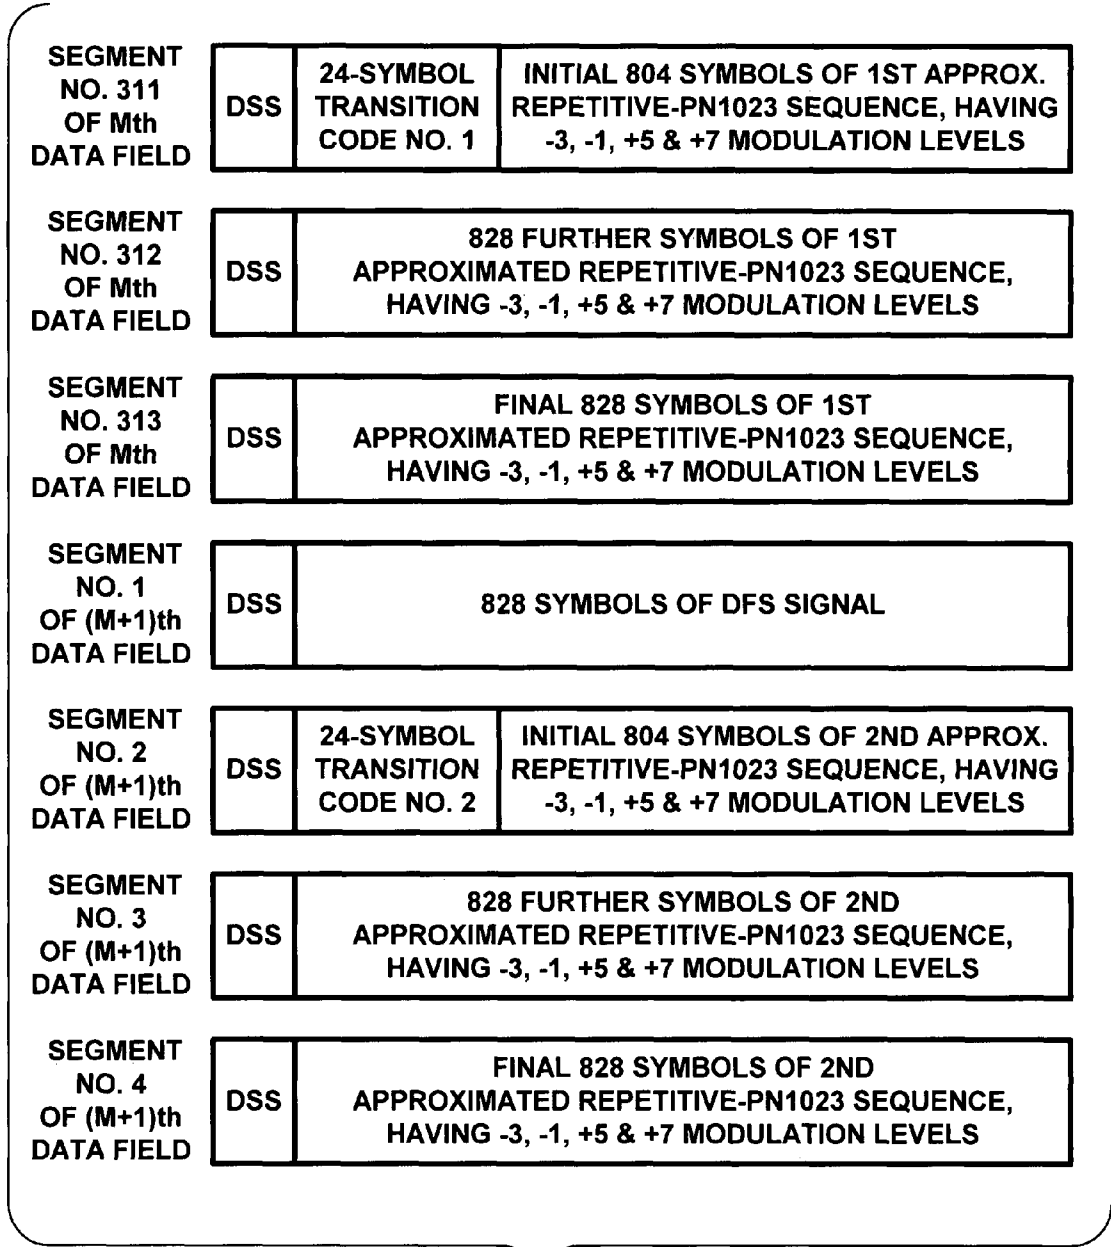 SEGMENT
NO. 311
OF Mth
DATA FIELD
DSS
24-SYMBOL
TRANSITION
CODE NO. 1
INITIAL 804 SYMBOLS OF 1ST APPROX.
REPETITIVE-PN1023 SEQUENCE, HAVING
-3, -1, +5 & +7 MODULATION LEVELS
SEGMENT
NO. 312
OF Mth
DATA FIELD
DSS
828 FURTHER SYMBOLS OF 1ST
APPROXIMATED REPETITIVE-PN1023 SEQUENCE,
HAVING -3, -1, +5 & +7 MODULATION LEVELS
SEGMENT
NO. 313
OF Mth
DATA FIELD
DSS
FINAL 828 SYMBOLS OF 1ST
APPROXIMATED REPETITIVE-PN1023 SEQUENCE,
HAVING -3, -1, +5 & +7 MODULATION LEVELS
SEGMENT
NO. 1
OF (M+1)th
DATA FIELD
DSS
828 SYMBOLS OF DFS SIGNAL
SEGMENT
NO. 2
OF (M+1)th
DATA FIELD
DSS
24-SYMBOL
TRANSITION
CODE NO. 2
INITIAL 804 SYMBOLS OF 2ND APPROX.
REPETITIVE-PN1023 SEQUENCE, HAVING
-3, -1, +5 & +7 MODULATION LEVELS
SEGMENT
NO. 3
OF (M+1)th
DATA FIELD
DSS
828 FURTHER SYMBOLS OF 2ND
APPROXIMATED REPETITIVE-PN1023 SEQUENCE,
HAVING -3, -1, +5 & +7 MODULATION LEVELS
SEGMENT
NO. 4
OF (M+1)th
DATA FIELD
DSS
FINAL 828 SYMBOLS OF 2ND
APPROXIMATED REPETITIVE-PN1023 SEQUENCE,
HAVING -3, -1, +5 & +7 MODULATION LEVELS